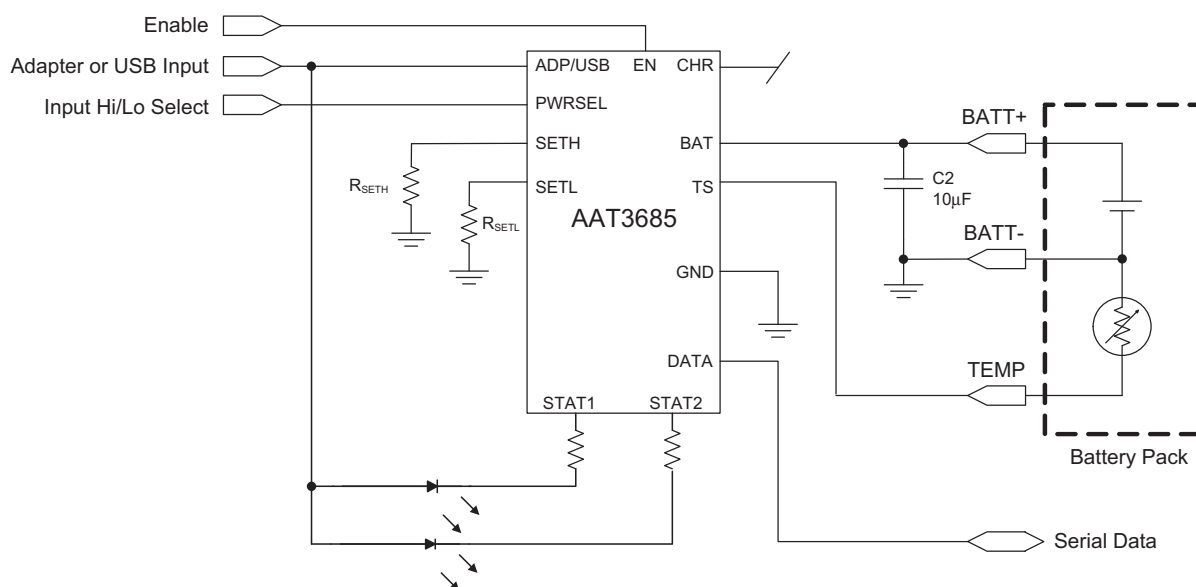 Enable
Adapter or USB Input
Input Hi/Lo Select
ADP/USB EN CHR
PWRSEL
SETH
SETL
BAT
TS
AAT3685
GND
DATA
STAT1 STAT2
RSETH
RSETL
C2
10μF
BATT+
BATT-
TEMP
Battery Pack
Serial Data